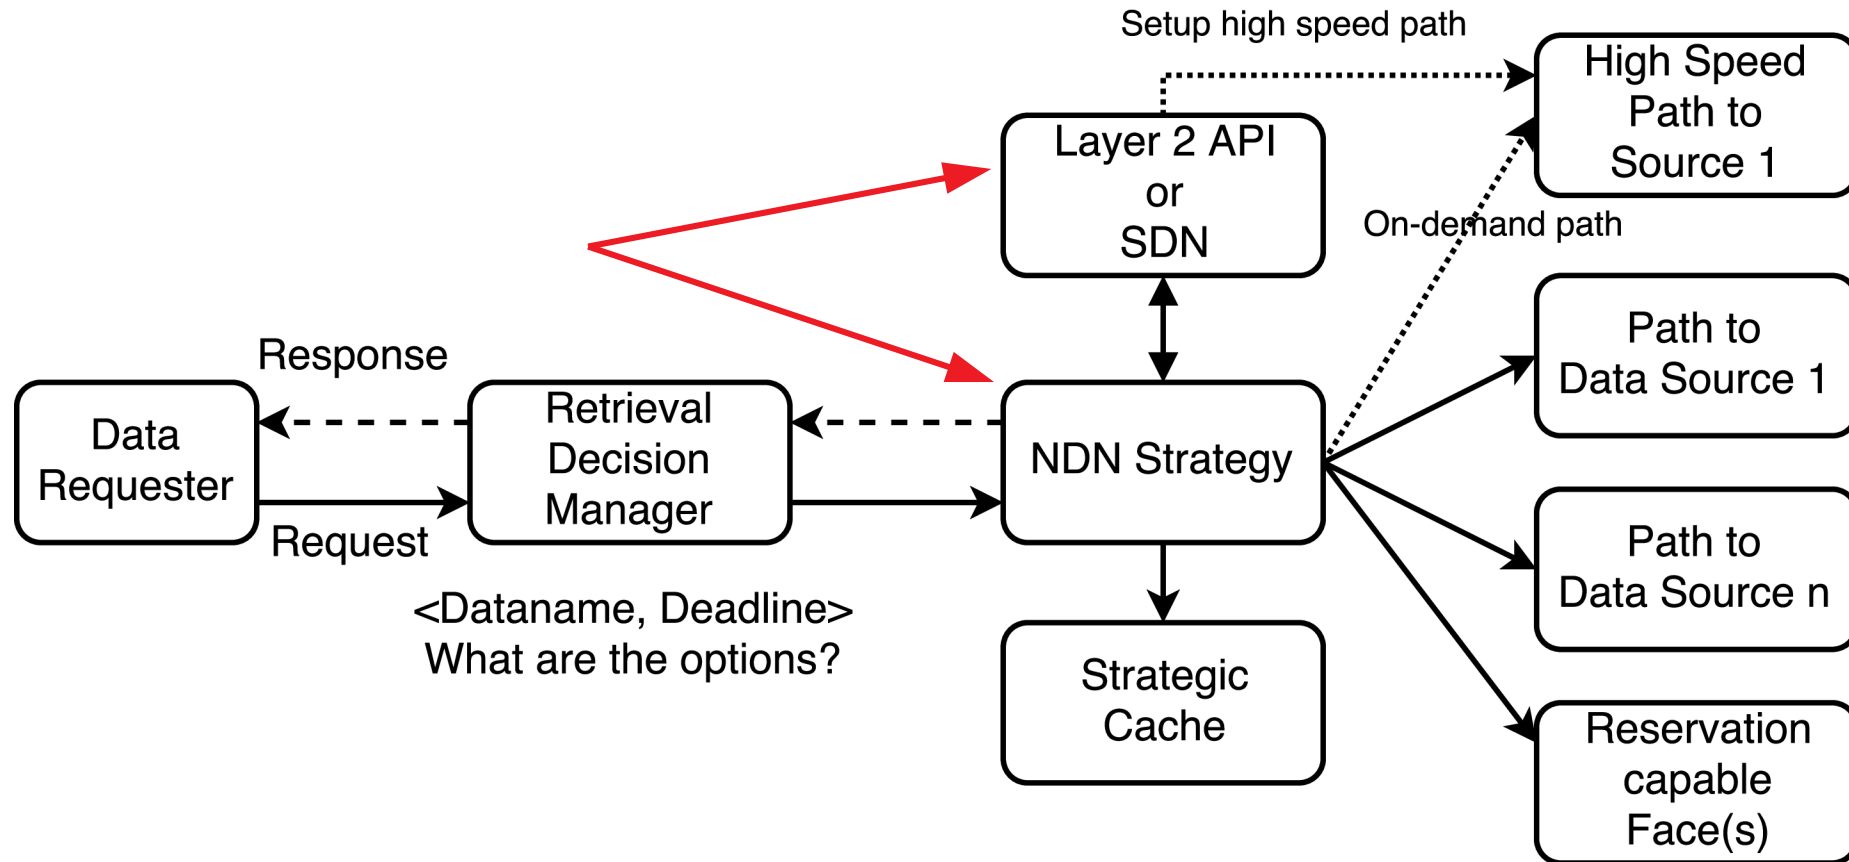 Setup high speed path
High Speed
Path to
Source 1
Layer 2 API
or
SDN
On-demand path
Response
Data
Requester
Request
Retrieval
Decision
Manager
<Dataname, Deadline>
What are the options?
NDN Strategy
Strategic
Cache
Path to
Data Source 1
Path to
Data Source n
Reservation
capable
Face(s)